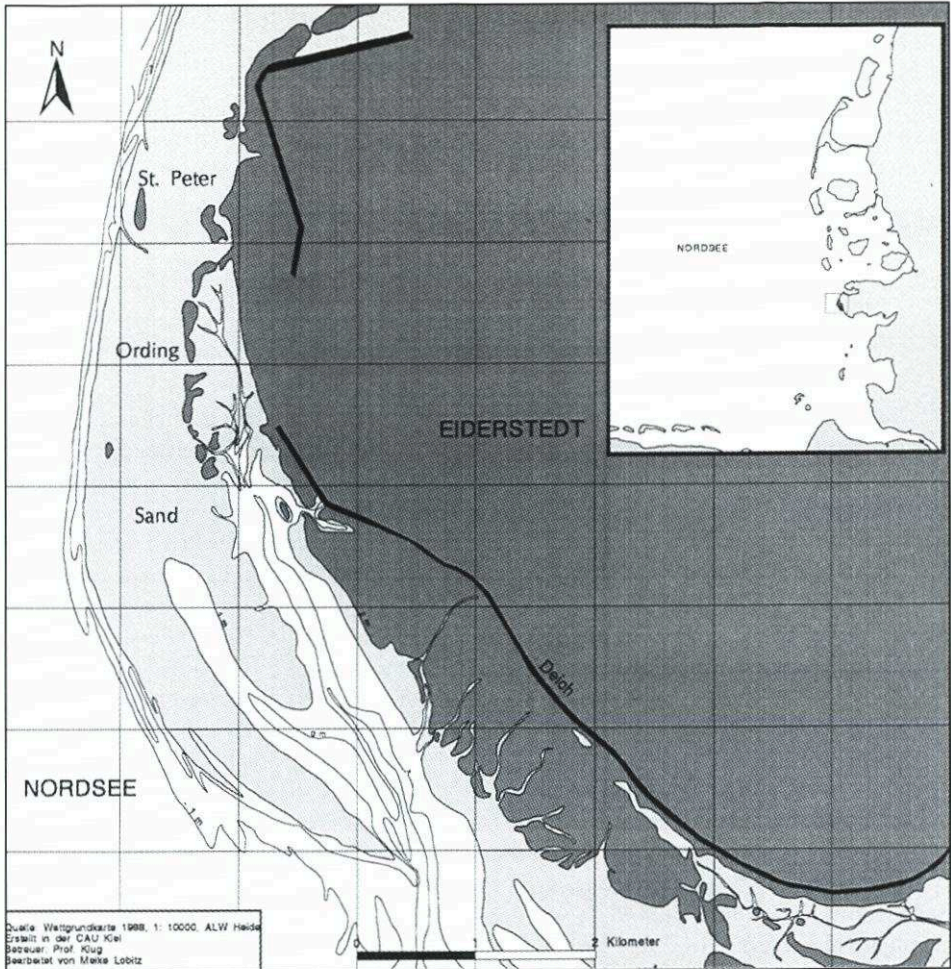 N
St. Peter
NORDSEE
Ording
EIDERSTEDT
Sand
Deich
NORDSEE
Quelle: Wattgrundkarte 1988, 1: 10000, ALW Heide
Erstellt in der CAU Kiel
Betreuer: Prof. Klug
Bearbeitet von Meike Lobitz
0 1 2 Kilometer